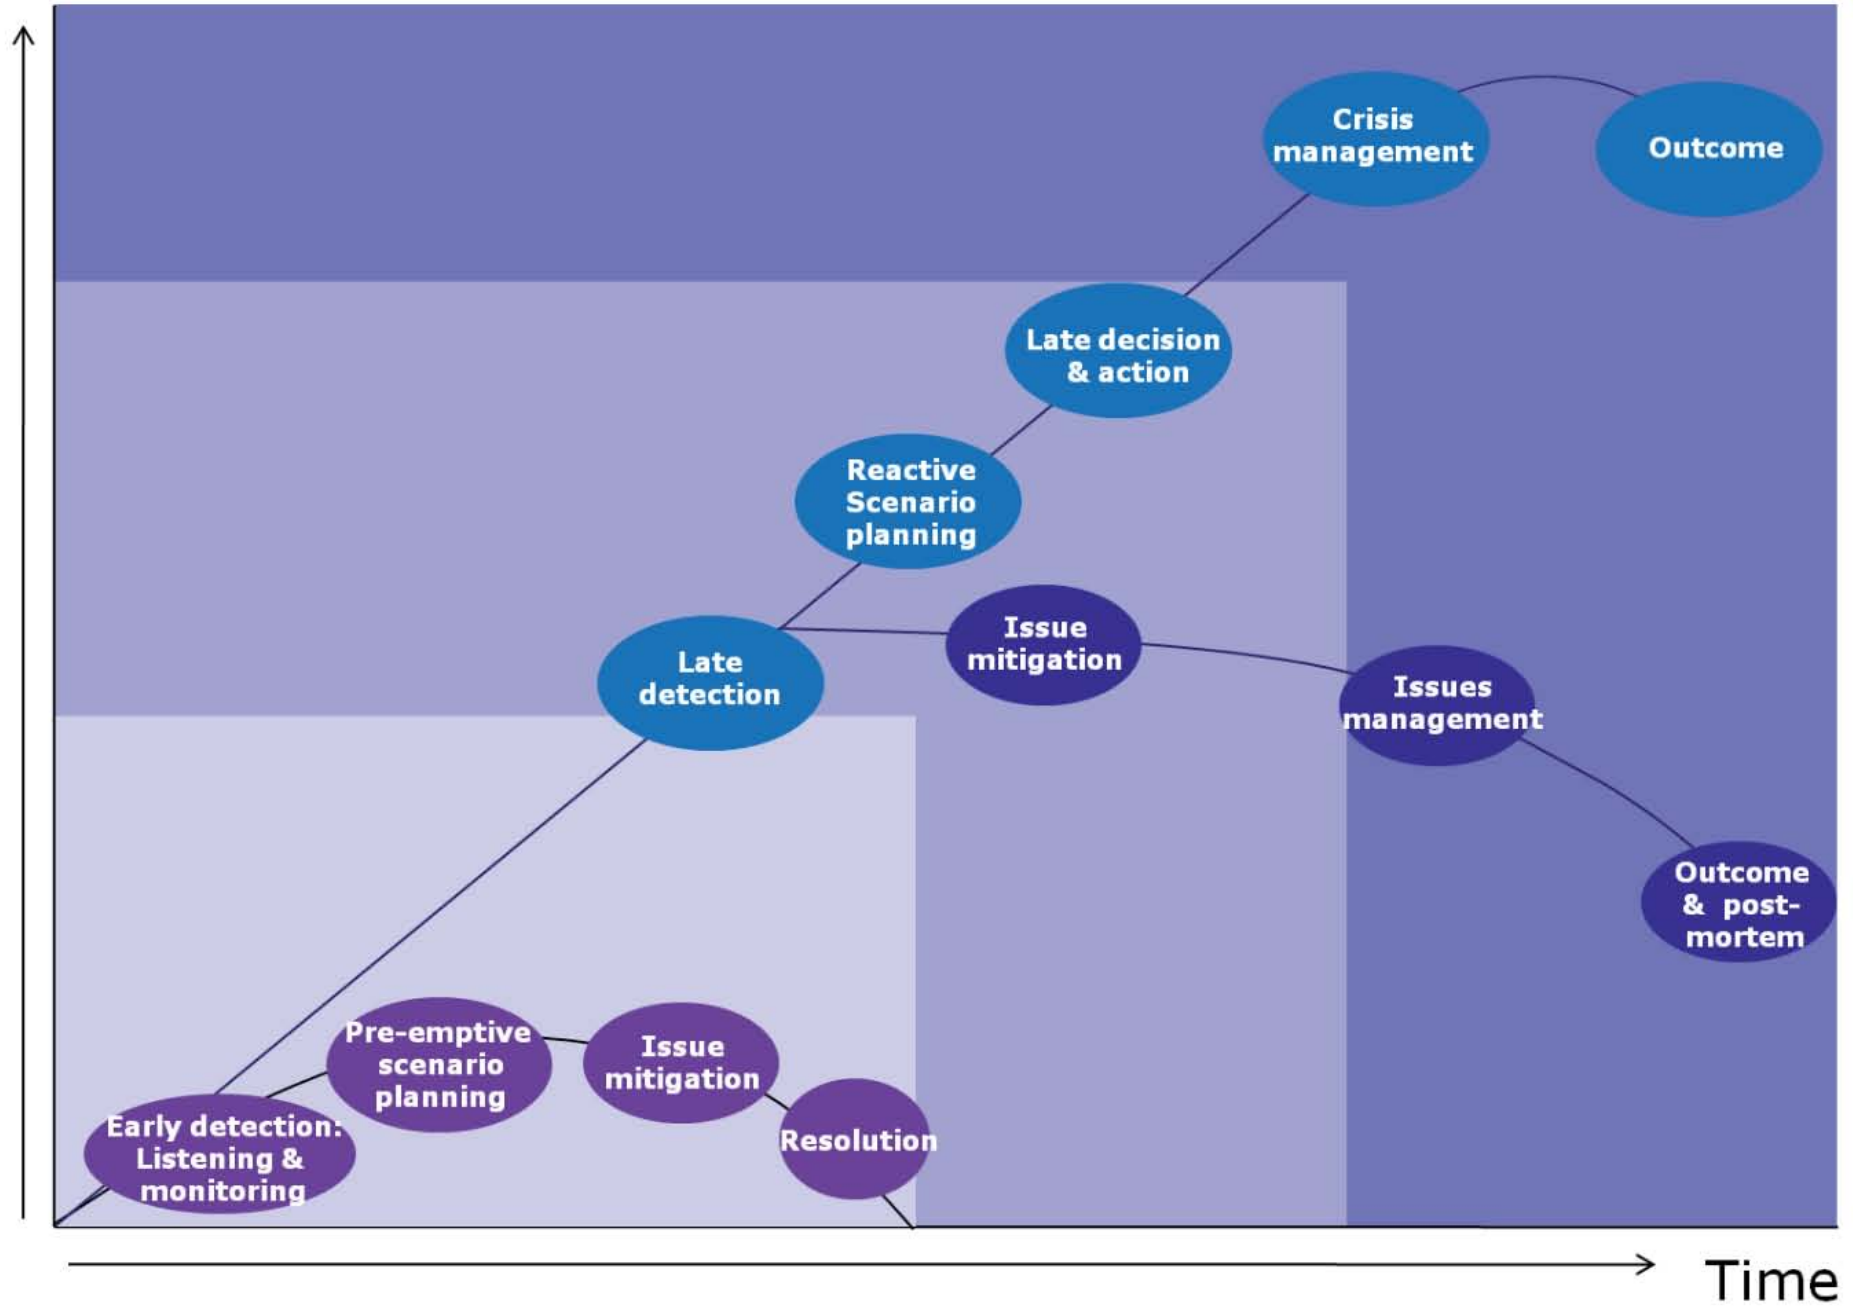 Crisis
management
Outcome
Late decision
& action
Reactive
Scenario
planning
Issue
mitigation
Late
detection
Issues
management
Outcome
& post-
mortem
Pre-emptive
scenario
planning
Issue
mitigation
Early detection:
Listening &
monitoring
Resolution
Time